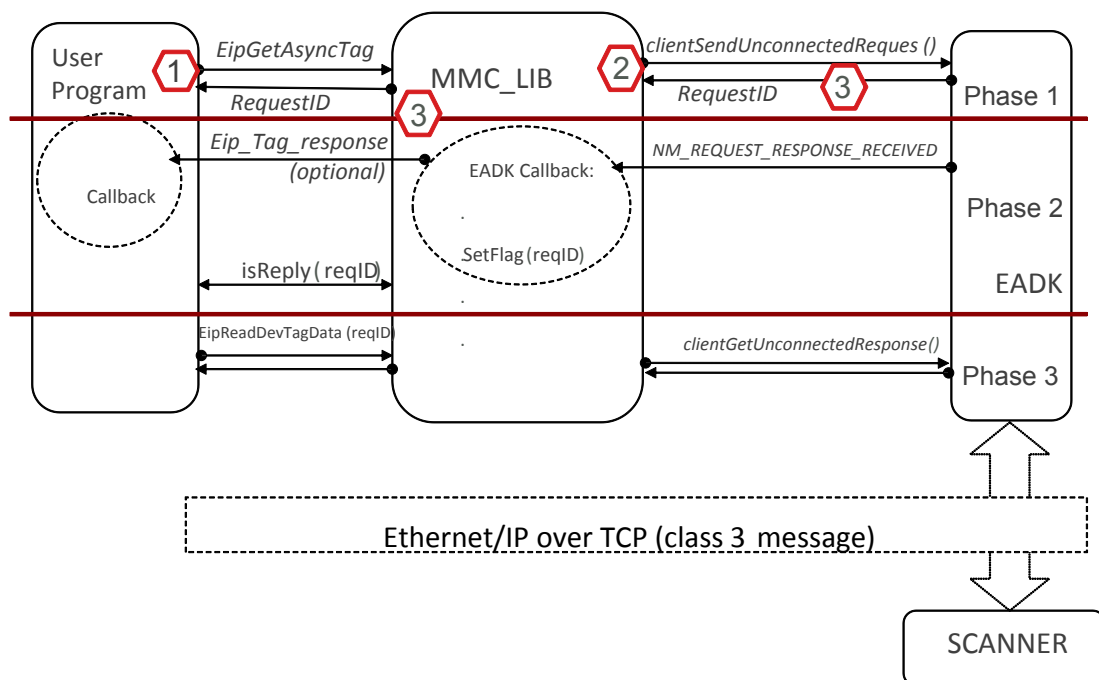 User
Program
1
EipGetAsyncTag
RequestID
3
MMC_LIB
2
clientSendUnconnectedReques ()
RequestID
3
Phase 1
Eip_Tag_response
(optional)
Callback
EADK Callback:
.
SetFlag (reqID)
.
.
NM_REQUEST_RESPONSE_RECEIVED
Phase 2
isReply ( reqID)
EADK
EipReadDevTagData (reqID)
clientGetUnconnectedResponse()
Phase 3
Ethernet/IP over TCP (class 3 message)
SCANNER